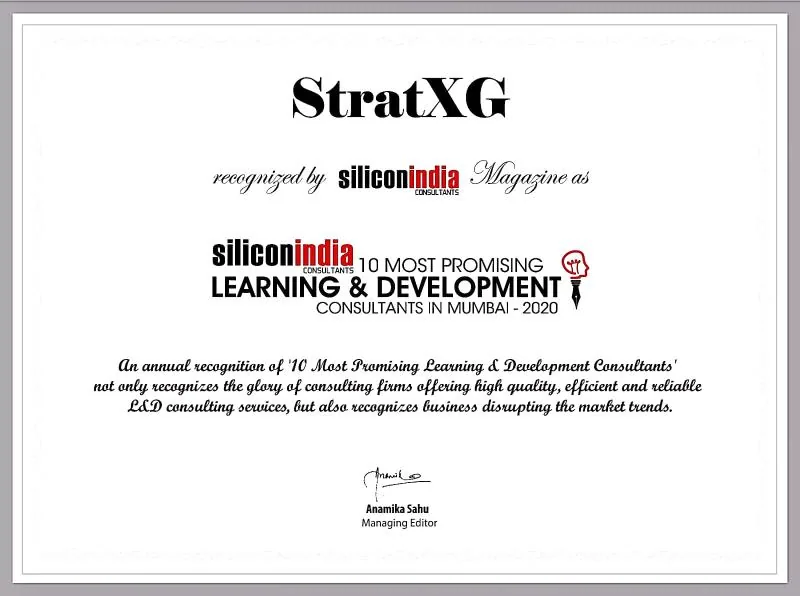 StratXG
recognized by siliconindia Magazine as
CONSULTANTS
siliconindia
CONSULTANTS 10 MOST PROMISING
LEARNING & DEVELOPMENT
CONSULTANTS IN MUMBAI - 2020
An annual recognition of '10 Most Promising Learning & Development Consultants'
not only recognizes the glory of consulting firms offering high quality, efficient and reliable
L&D consulting services, but also recognizes business disrupting the market trends.
Anamika Sahu
Managing Editor